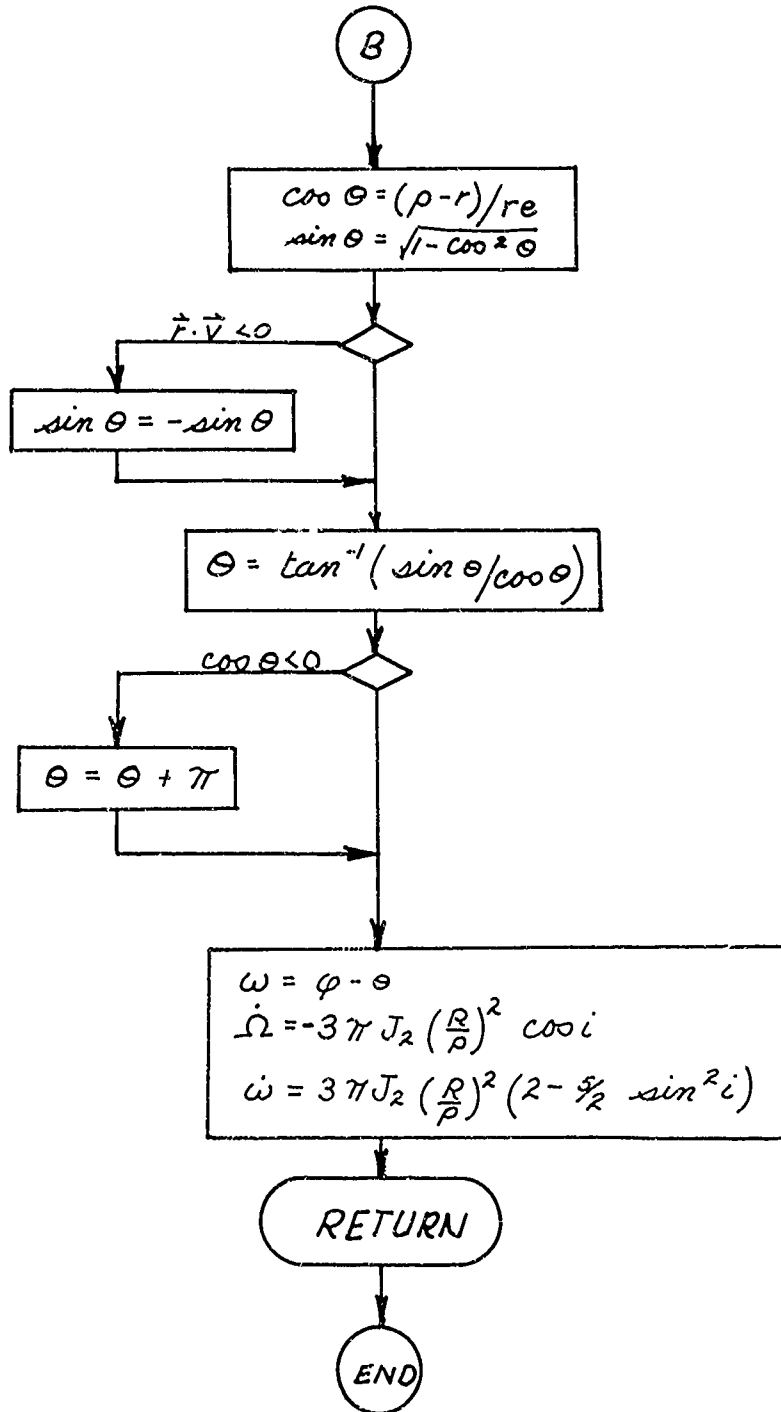 B
cos θ = (p - r)/re
sin θ = √(1 - cos² θ)
r⃗ · v⃗ < 0
sin θ = -sin θ
θ = tan⁻¹(sin θ/cos θ)
cos θ < 0
θ = θ + π
ω = φ - θ
Ω̇ = -3 π J₂ (R/p)² cos i
ω̇ = 3 π J₂ (R/p)² (2 - 5/2 sin² i)
RETURN
END